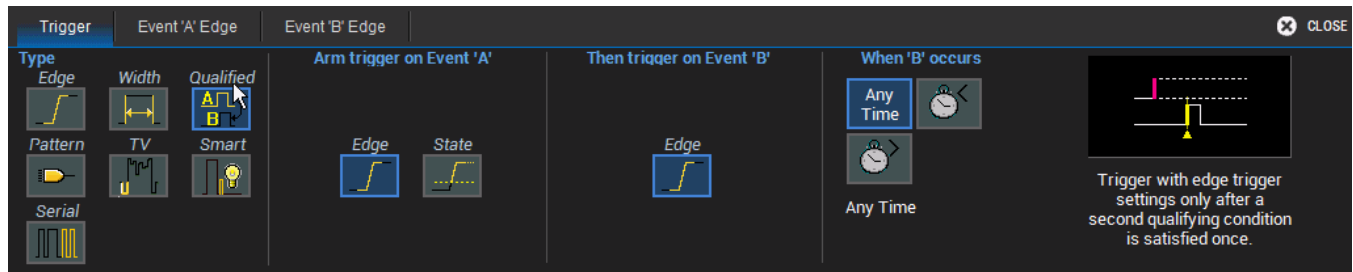 Trigger
Event 'A' Edge
Event 'B' Edge
CLOSE
Type
Edge
Width
Qualified
A
B
Pattern
TV
Smart
Serial
Arm trigger on Event 'A'
Edge
State
Then trigger on Event 'B'
Edge
When 'B' occurs
Any
Time
<
>
Any Time
Trigger with edge trigger
settings only after a
second qualifying condition
is satisfied once.